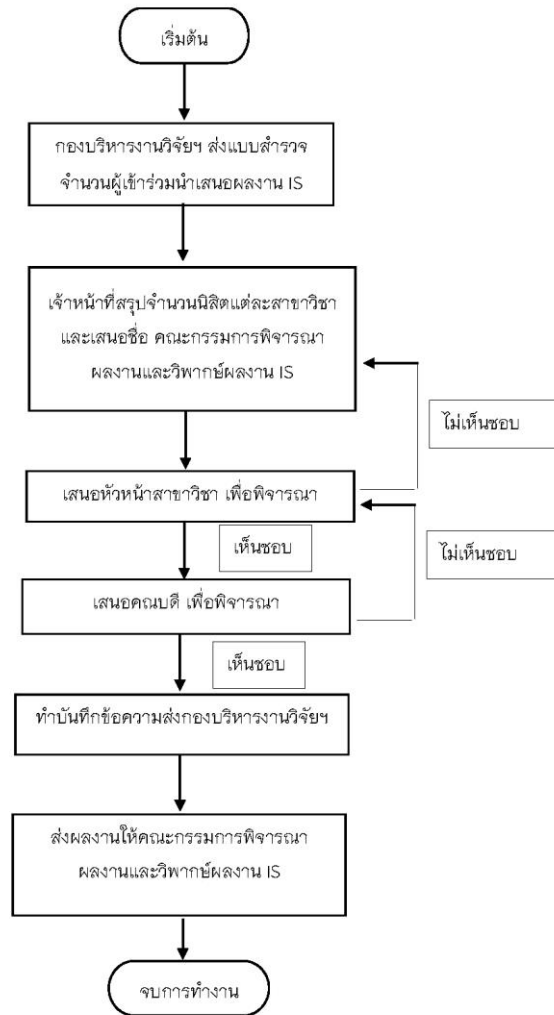 เริ่มต้น
กองบริหารงานวิจัยฯ ส่งแบบสำรวจ
จำนวนผู้เข้าร่วมนำเสนอผลงาน IS
เจ้าหน้าที่สรุปจำนวนนิสิตแต่ละสาขาวิชา
และเสนอชื่อ คณะกรรมการพิจารณา
ผลงานและวิพากษ์ผลงาน IS
ไม่เห็นชอบ
เสนอหัวหน้าสาขาวิชา เพื่อพิจารณา
เห็นชอบ
ไม่เห็นชอบ
เสนอคณบดี เพื่อพิจารณา
เห็นชอบ
ทำบันทึกข้อความส่งกองบริหารงานวิจัยฯ
ส่งผลงานให้คณะกรรมการพิจารณา
ผลงานและวิพากษ์ผลงาน IS
จบการทำงาน